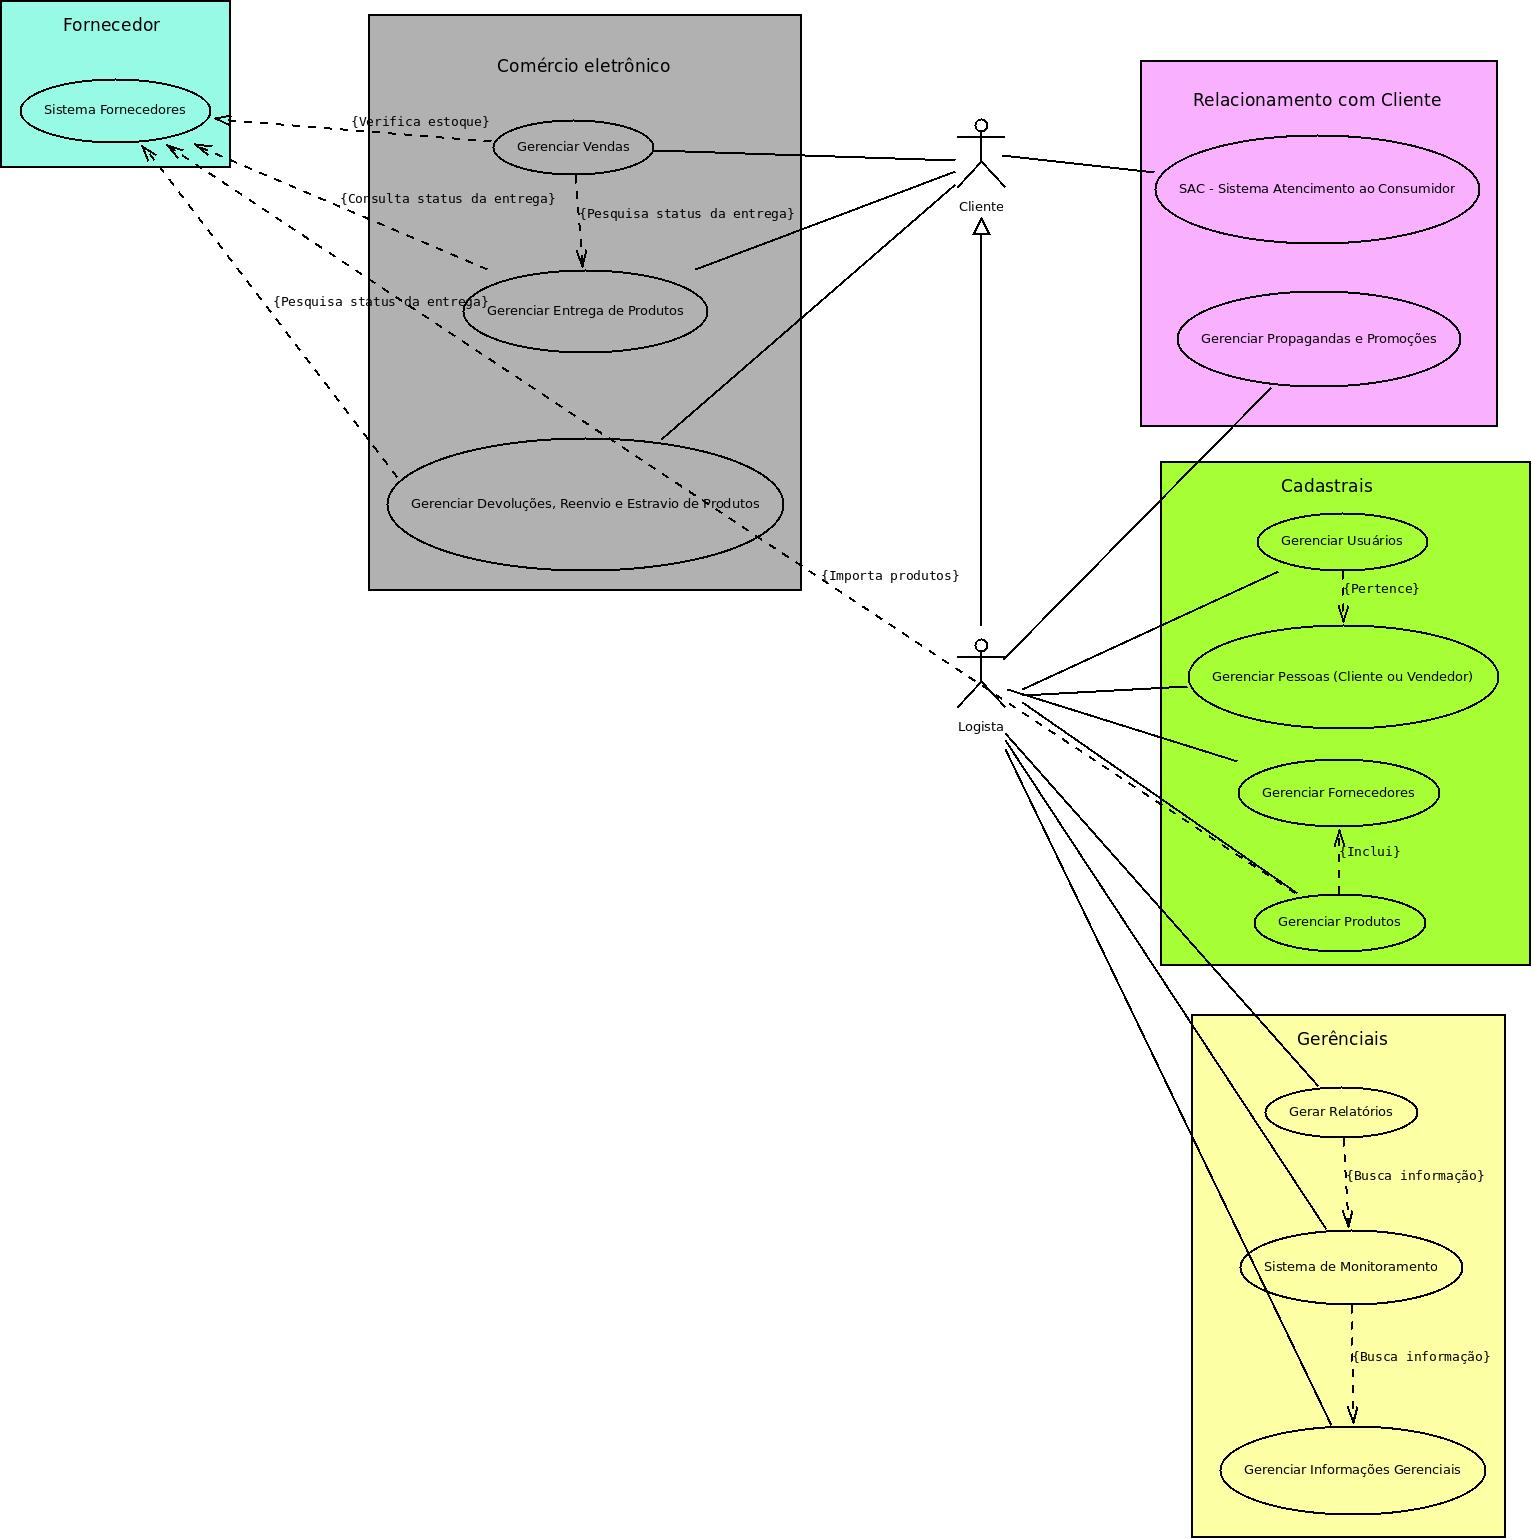 Fornecedor
Sistema Fornecedores
Comércio eletrônico
{Verifica estoque}
Gerenciar Vendas
{Consulta status da entrega}
{Pesquisa status da entrega}
{Pesquisa status da entrega}
Gerenciar Entrega de Produtos
Gerenciar Devoluções, Reenvio e Estravio de Produtos
{Importa produtos}
Cliente
Logista
Relacionamento com Cliente
SAC - Sistema Atencimento ao Consumidor
Gerenciar Propagandas e Promoções
Cadastrais
Gerenciar Usuários
{Pertence}
Gerenciar Pessoas (Cliente ou Vendedor)
Gerenciar Fornecedores
{Inclui}
Gerenciar Produtos
Gerênciais
Gerar Relatórios
{Busca informação}
Sistema de Monitoramento
{Busca informação}
Gerenciar Informações Gerenciais